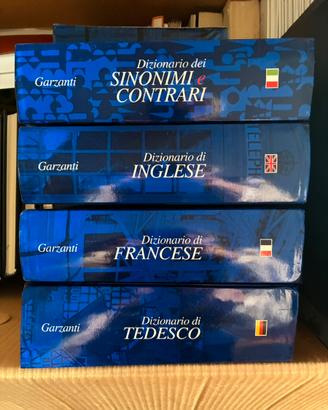 Garzanti
Dizionario dei
SINONIMI e
CONTRARI
Garzanti
Dizionario di
INGLESE
Garzanti
Dizionario di
FRANCESE
Garzanti
Dizionario di
TEDESCO